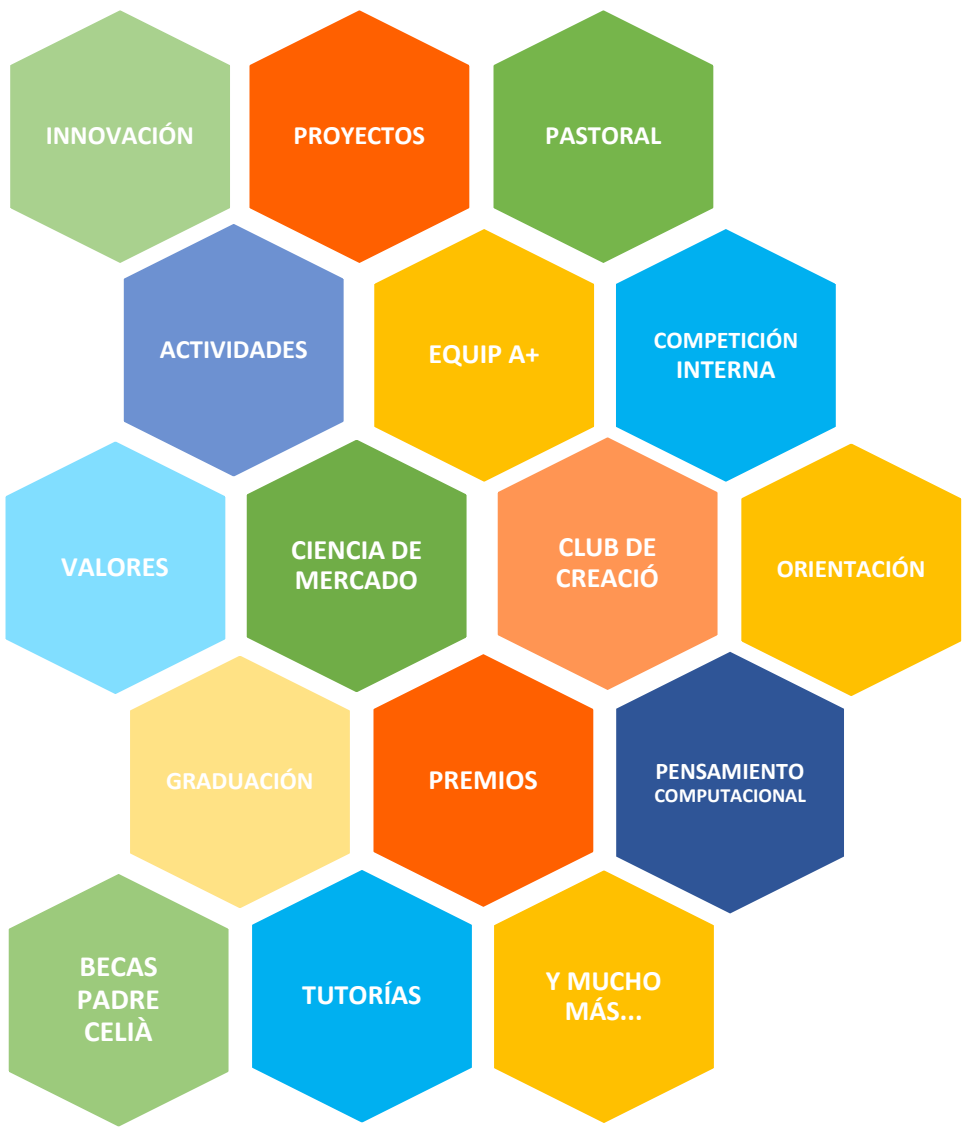 INNOVACIÓN
PROYECTOS
PASTORAL
ACTIVIDADES
EQUIP A+
COMPETICIÓN
INTERNA
VALORES
CIENCIA DE
MERCADO
CLUB DE
CREACIÓ
ORIENTACIÓN
GRADUACIÓN
PREMIOS
PENSAMIENTO
COMPUTACIONAL
BECAS
PADRE
CELIÀ
TUTORÍAS
Y MUCHO
MÁS...